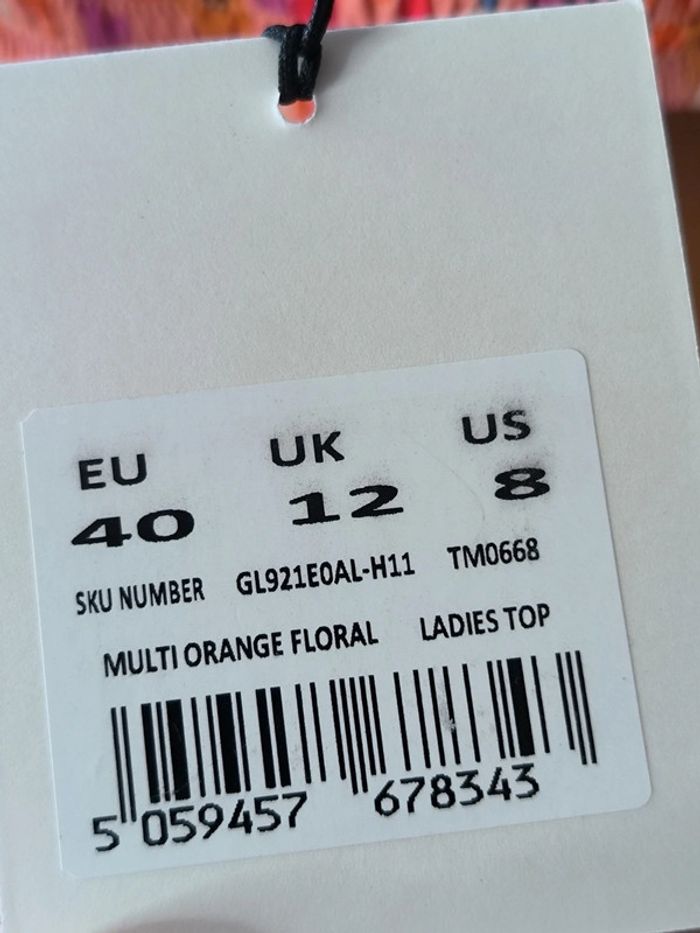 EU UK US
40 12 8
SKU NUMBER GL921E0AL-H11 TM0668
MULTI ORANGE FLORAL LADIES TOP
5 059457 678343